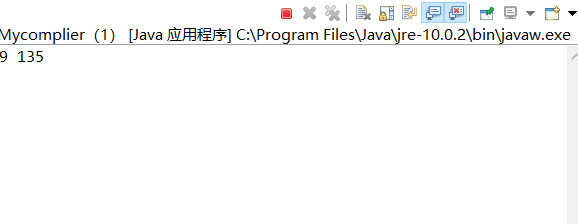 Mycomplier（1） [Java 应用程序] C:\Program Files\Java\jre-10.0.2\bin\javaw.exe
9 135